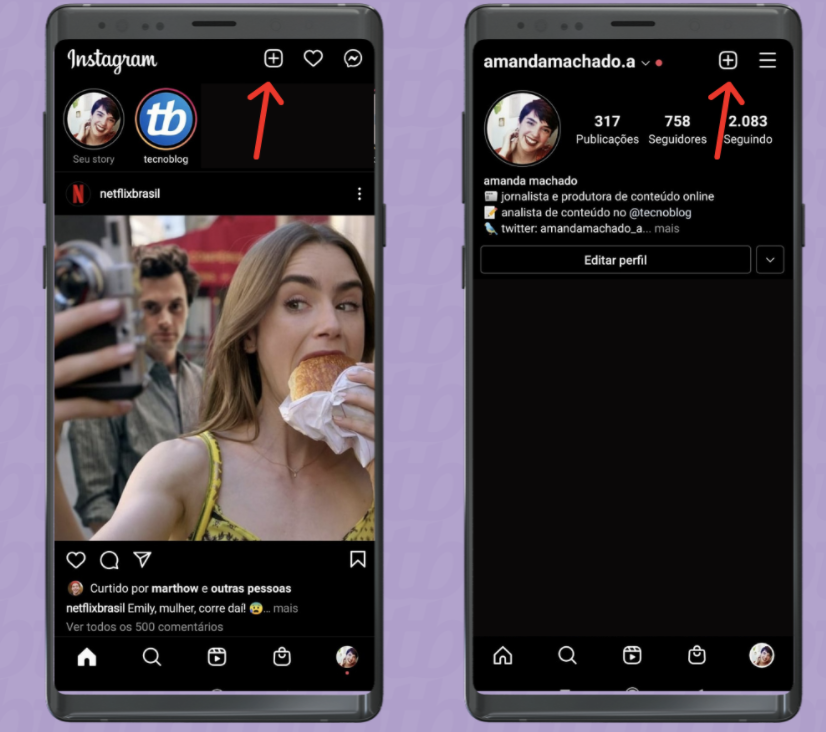 Instagram
tb
Seu story
tecnoblog
N
netflixbrasil
Curtido por marthow e outras pessoas
netflixbrasil Emily, mulher, corre daí! 😰... mais
Ver todos os 500 comentários
amandamachado.a
317
758
2.083
Publicações
Seguidores
Seguindo
amanda machado
📰 jornalista e produtora de conteúdo online
📝 analista de conteúdo no @tecnoblog
🐦 twitter: amandamachado_a... mais
Editar perfil